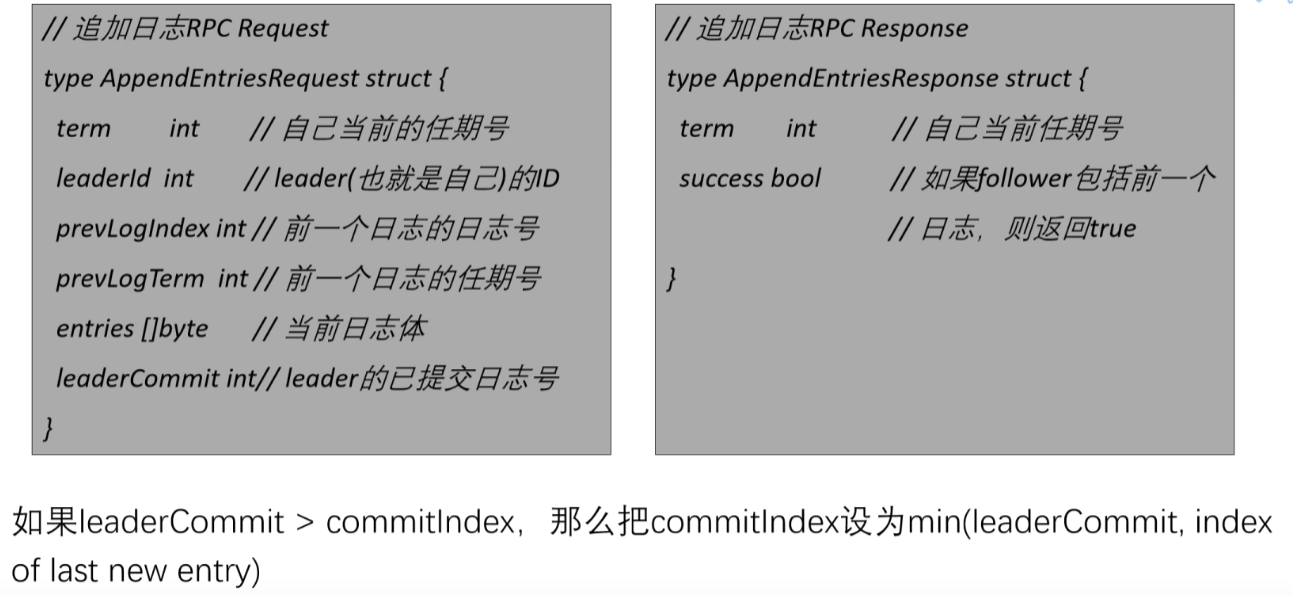 // 追加日志RPC Request
type AppendEntriesRequest struct {
term int // 自己当前的任期号
leaderId int // leader(也就是自己)的ID
prevLogIndex int // 前一个日志的日志号
prevLogTerm int // 前一个日志的任期号
entries []byte // 当前日志体
leaderCommit int// leader的已提交日志号
}
// 追加日志RPC Response
type AppendEntriesResponse struct {
term int // 自己当前任期号
success bool // 如果follower包括前一个
// 日志，则返回true
}
如果leaderCommit > commitIndex，那么把commitIndex设为min(leaderCommit, index
of last new entry)